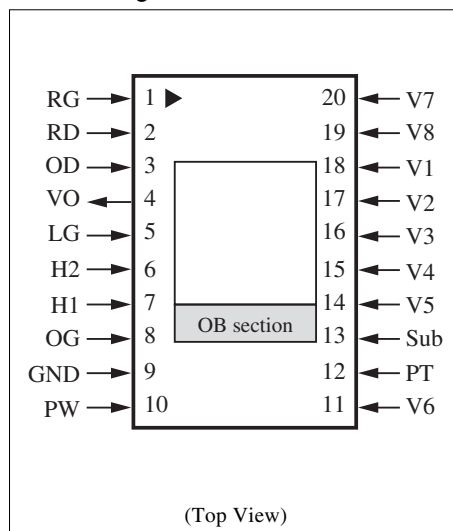 RG 1 20 V7
RD 2 19 V8
OD 3 18 V1
VO 4 17 V2
LG 5 16 V3
H2 6 15 V4
H1 7 14 V5
OG 8 OB section 13 Sub
GND 9 12 PT
PW 10 11 V6
(Top View)